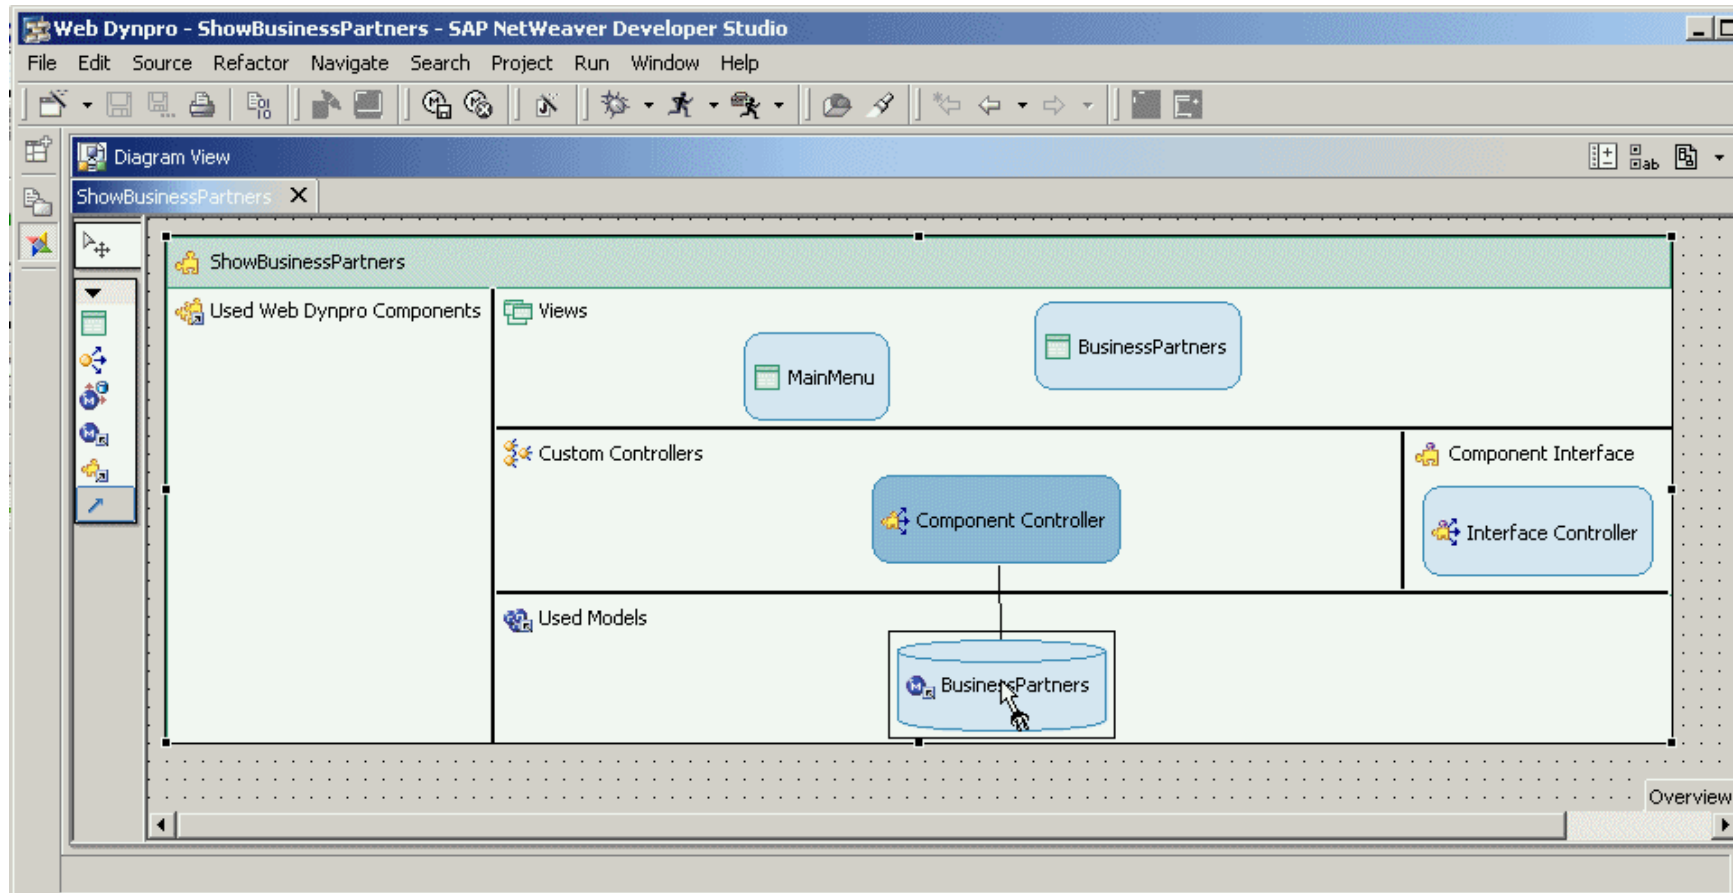 Web Dynpro - ShowBusinessPartners - SAP NetWeaver Developer Studio
File Edit Source Refactor Navigate Search Project Run Window Help
Diagram View
ShowBusinessPartners
ShowBusinessPartners
Used Web Dynpro Components
Views
BusinessPartners
MainMenu
Custom Controllers
Component Interface
Component Controller
Interface Controller
Used Models
BusinessPartners
Overview